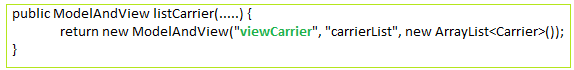 public ModelAndView listCarrier(.....) {
return new ModelAndView("viewCarrier", "carrierList", new ArrayList<Carrier>());
}